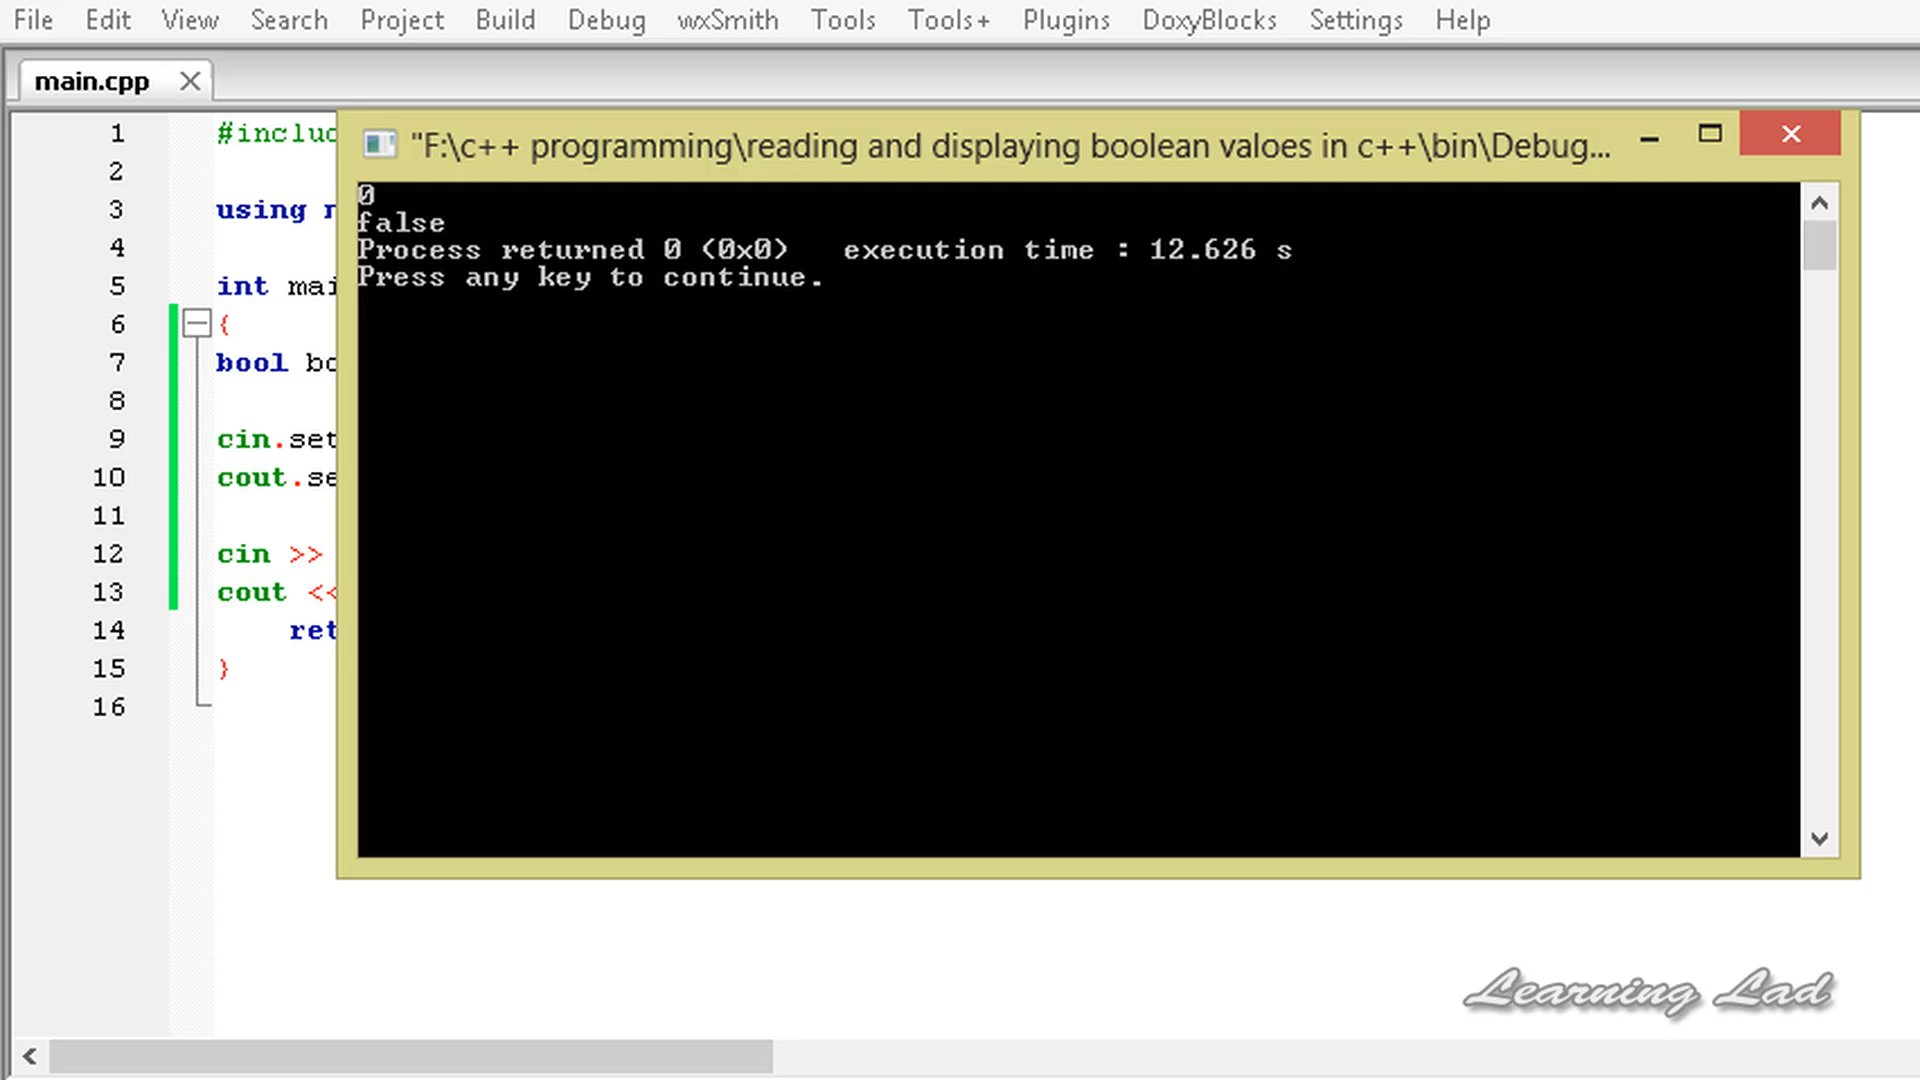 File Edit View Search Project Build Debug wxSmith Tools Tools+ Plugins DoxyBlocks Settings Help
main.cpp
"F:\c++ programming\reading and displaying boolean valoes in c++\bin\Debug...
1 #includ
2
3 using n
4
5 int mai
6 {
7 bool bo
8
9 cin.set
10 cout.se
11
12 cin >>
13 cout <<
14 ret
15 }
16
0
false
Process returned 0 (0x0)   execution time : 12.626 s
Press any key to continue.
Learning Lad